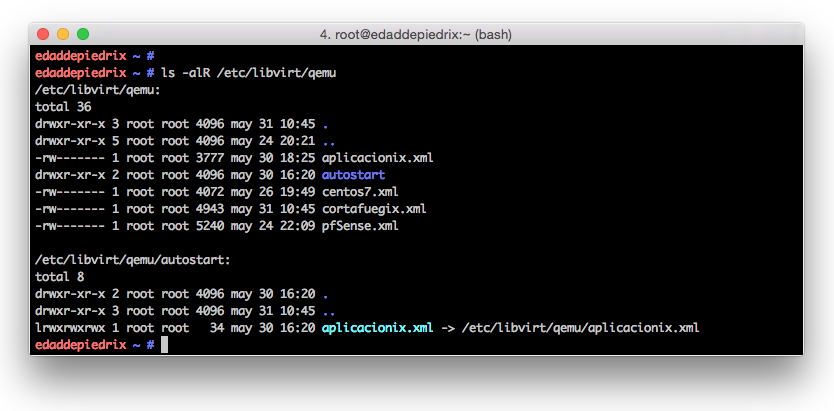 4. root@edaddepiedrix:~ (bash)
edaddepiedrix ~ #
edaddepiedrix ~ # ls -alR /etc/libvirt/qemu
/etc/libvirt/qemu:
total 36
drwxr-xr-x 3 root root 4096 may 31 10:45 .
drwxr-xr-x 5 root root 4096 may 24 20:21 ..
-rw------- 1 root root 3777 may 30 18:25 aplicacionix.xml
drwxr-xr-x 2 root root 4096 may 30 16:20 autostart
-rw------- 1 root root 4072 may 26 19:49 centos7.xml
-rw------- 1 root root 4943 may 31 10:45 cortafuegix.xml
-rw------- 1 root root 5240 may 24 22:09 pfSense.xml

/etc/libvirt/qemu/autostart:
total 8
drwxr-xr-x 2 root root 4096 may 30 16:20 .
drwxr-xr-x 3 root root 4096 may 31 10:45 ..
lrwxrwxrwx 1 root root   34 may 30 16:20 aplicacionix.xml -> /etc/libvirt/qemu/aplicacionix.xml
edaddepiedrix ~ #